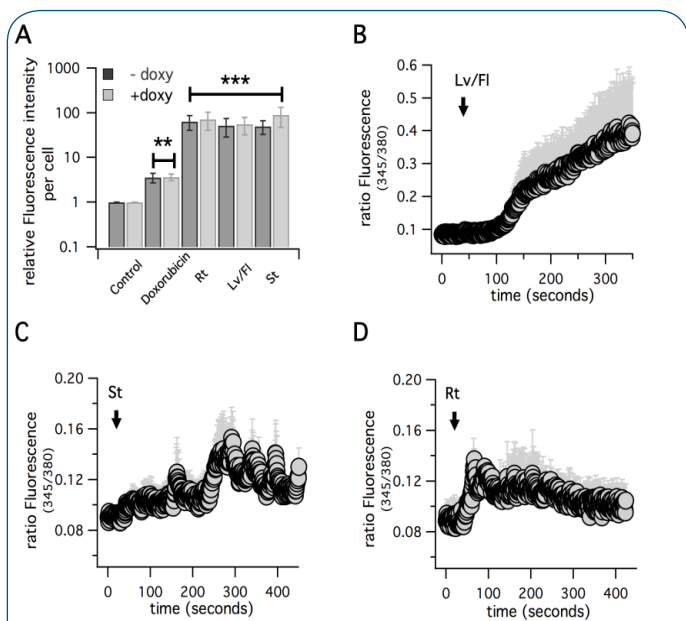 A
relative Fluorescence intensity
per cell
1000
100
10
1
0.1
- doxy
+doxy
**
***
Control
Doxorubicin
Rt
Lv/Fl
St
B
ratio Fluorescence
(345/380)
0.6
0.5
0.4
0.3
0.2
0.1
Lv/Fl
0
100
200
300
time (seconds)
C
ratio Fluorescence
(345/380)
0.20
0.16
0.12
0.08
St
0
100
200
300
400
time (seconds)
D
ratio Fluorescence
(345/380)
0.20
0.16
0.12
0.08
Rt
0
100
200
300
400
time (seconds)